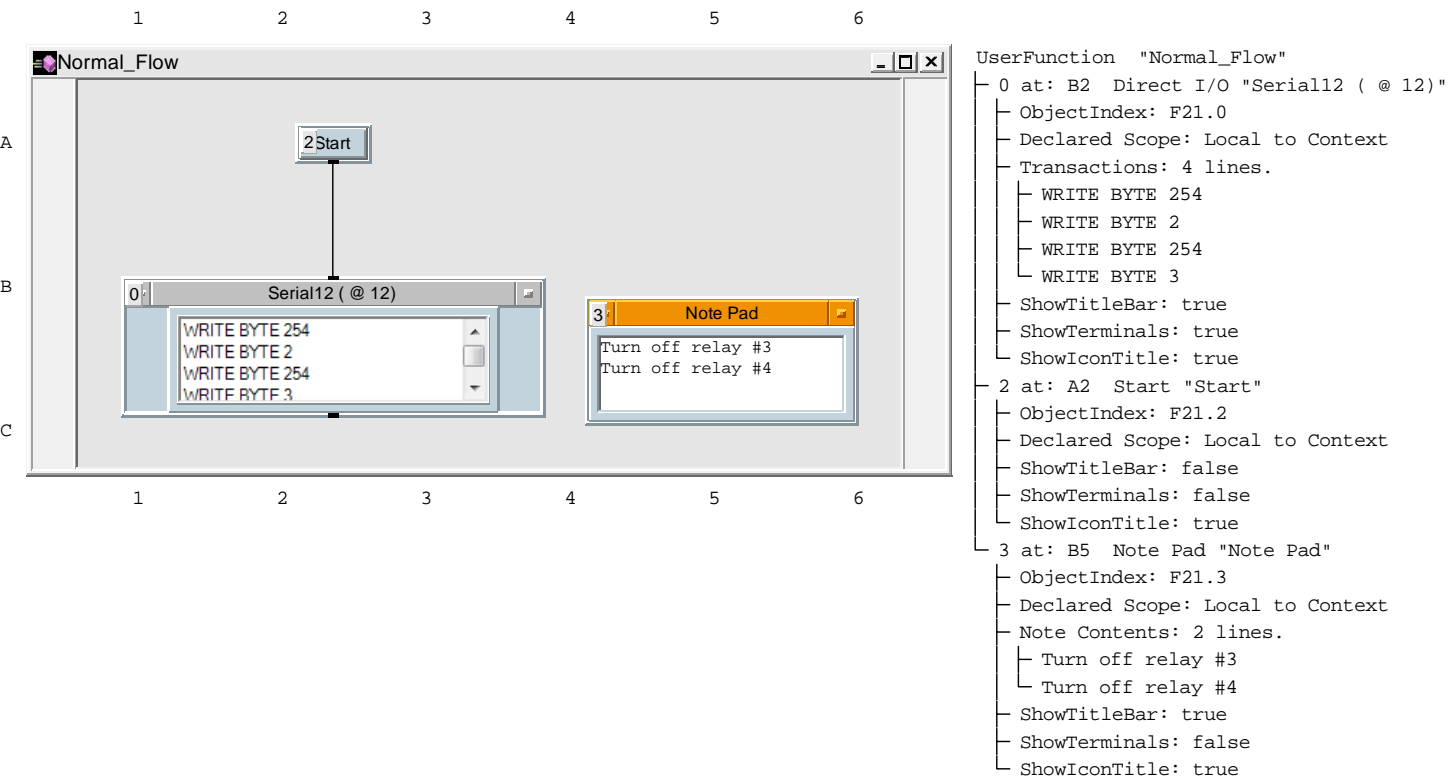 1 2 3 4 5 6
Normal_Flow
A
2 Start
B
0 Serial12 ( @ 12)
WRITE BYTE 254
WRITE BYTE 2
WRITE BYTE 254
WRITE BYTE 3
3 Note Pad
Turn off relay #3
Turn off relay #4
C
1 2 3 4 5 6
UserFunction "Normal_Flow"
0 at: B2 Direct I/O "Serial12 ( @ 12)"
ObjectIndex: F21.0
Declared Scope: Local to Context
Transactions: 4 lines.
WRITE BYTE 254
WRITE BYTE 2
WRITE BYTE 254
WRITE BYTE 3
ShowTitleBar: true
ShowTerminals: true
ShowIconTitle: true
2 at: A2 Start "Start"
ObjectIndex: F21.2
Declared Scope: Local to Context
ShowTitleBar: false
ShowTerminals: false
ShowIconTitle: true
3 at: B5 Note Pad "Note Pad"
ObjectIndex: F21.3
Declared Scope: Local to Context
Note Contents: 2 lines.
Turn off relay #3
Turn off relay #4
ShowTitleBar: true
ShowTerminals: false
ShowIconTitle: true